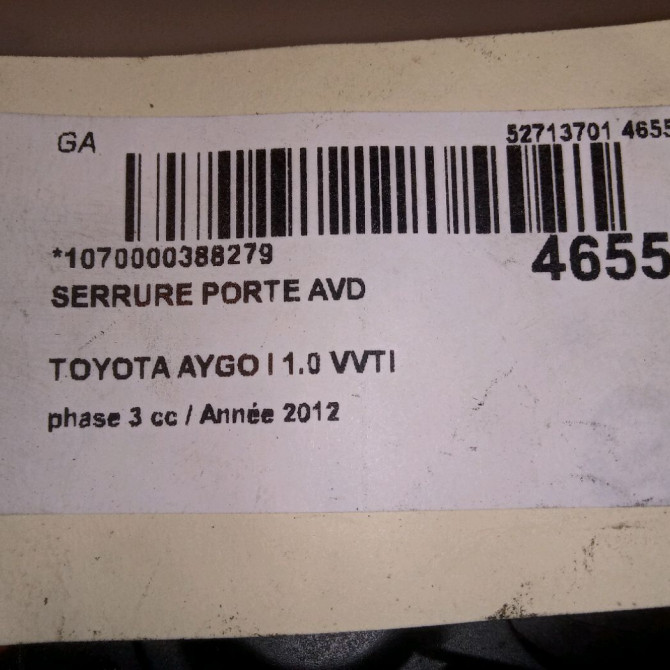 GA
52713701 4655
*1070000388279
4655
SERRURE PORTE AVD
TOYOTA AYGO I 1.0 VVTI
phase 3 cc / Année 2012